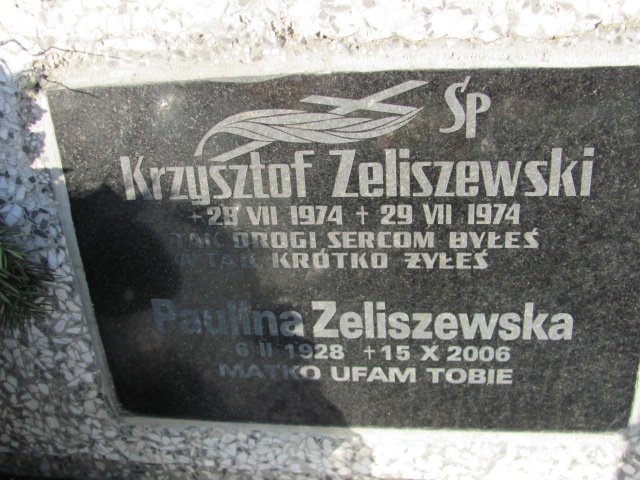 ŚP
Krzysztof Zeliszewski
+ 29 VII 1974 + 29 VII 1974
TAK DROGI SERCOM BYŁEŚ
A TAK KRÓTKO ŻYŁEŚ
Paulina Zeliszewska
6 II 1928 + 15 X 2006
MATKO UFAM TOBIE